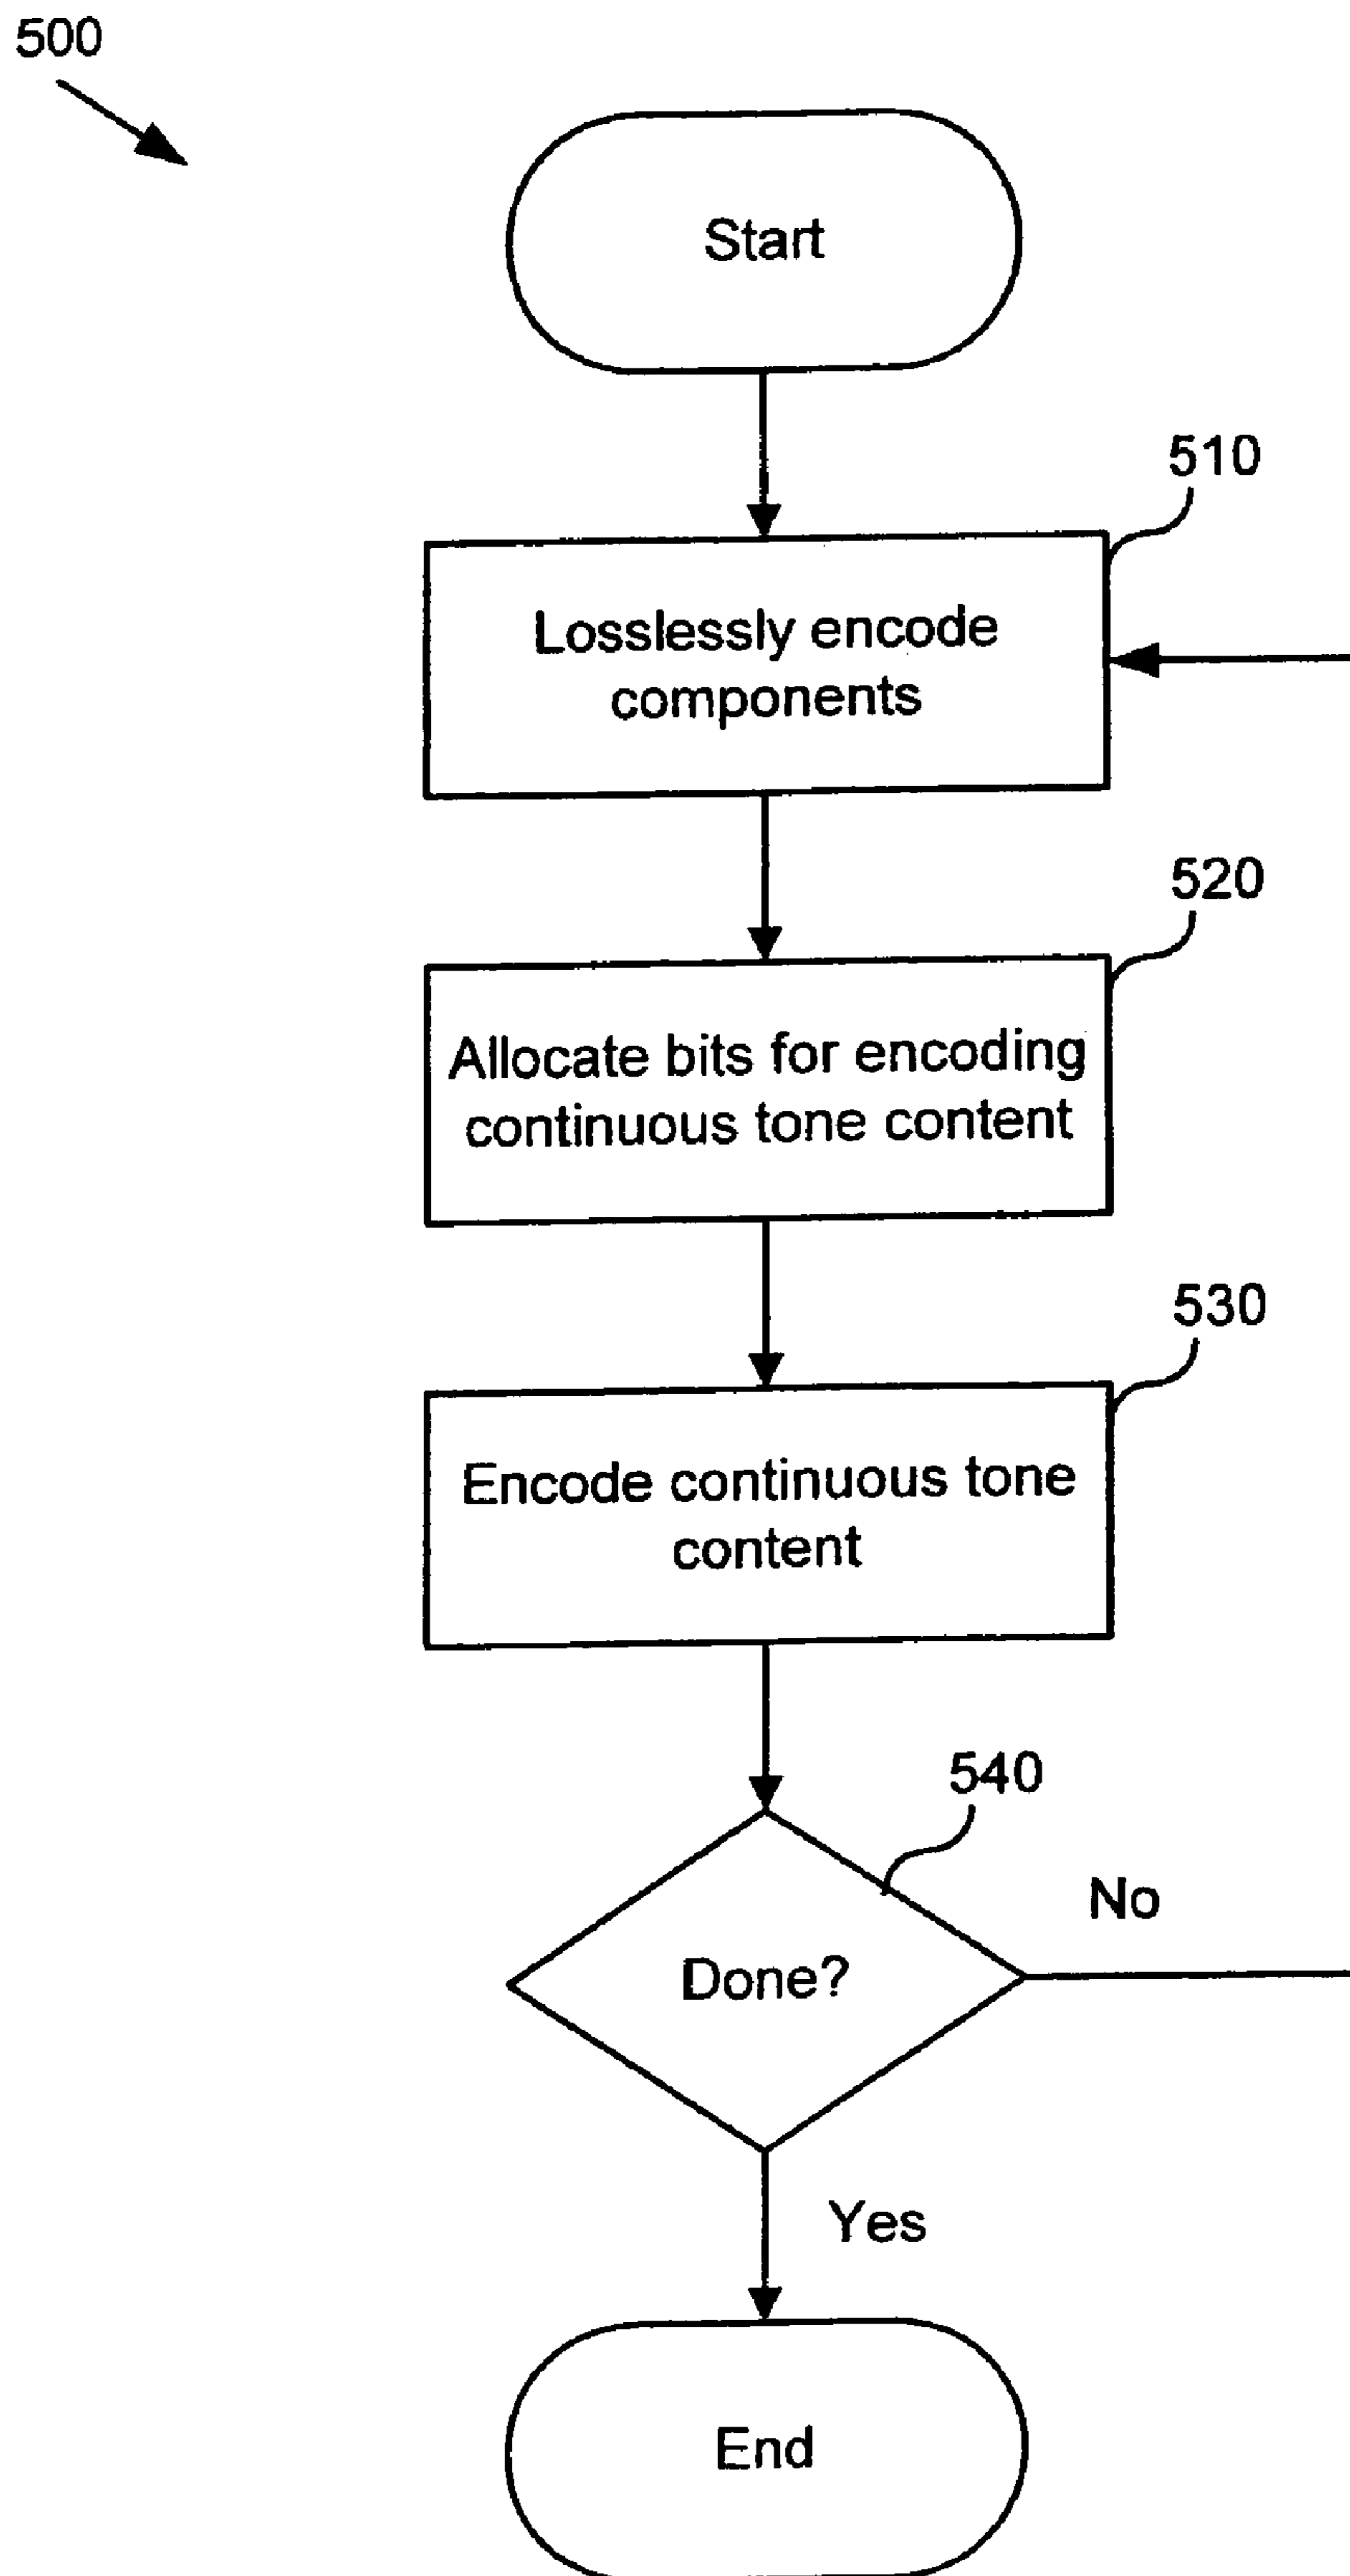 500
Start
510
Losslessly encode
components
520
Allocate bits for encoding
continuous tone content
530
Encode continuous tone
content
540
No
Done?
Yes
End